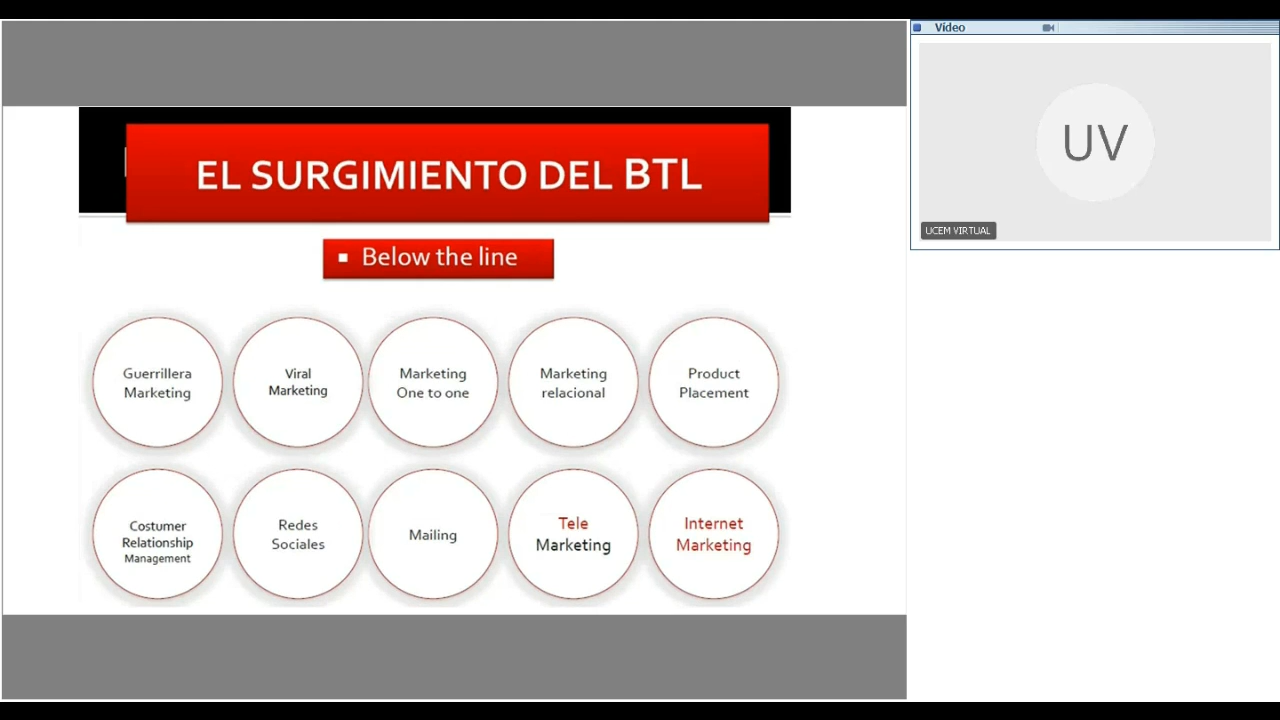 EL SURGIMIENTO DEL BTL
▪ Below the line
Guerrillera
Marketing
Viral
Marketing
Marketing
One to one
Marketing
relacional
Product
Placement
Costumer
Relationship
Management
Redes
Sociales
Mailing
Tele
Marketing
Internet
Marketing
Vídeo
UV
UCEM VIRTUAL